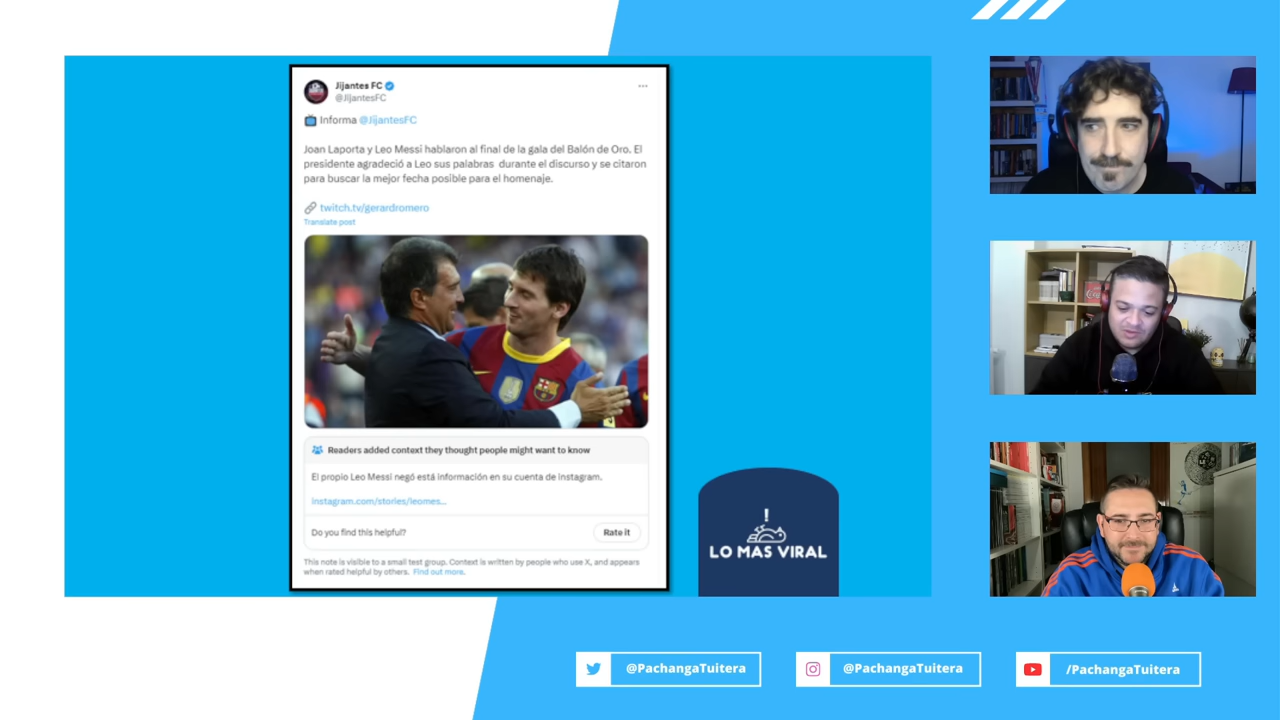 Jijantes FC
@JijantesFC
Informa @JijantesFC
Joan Laporta y Leo Messi hablaron al final de la gala del Balón de Oro. El
presidente agradeció a Leo sus palabras durante el discurso y se citaron
para buscar la mejor fecha posible para el homenaje.
twitch.tv/gerardromero
Translate post
Readers added context they thought people might want to know
El propio Leo Messi negó está información en su cuenta de instagram.
instagram.com/stories/leomes...
Do you find this helpful?
Rate it
This note is visible to a small test group. Context is written by people who use X, and appears
when rated helpful by others. Find out more.
!
LO MAS VIRAL
@PachangaTuitera
@PachangaTuitera
/PachangaTuitera